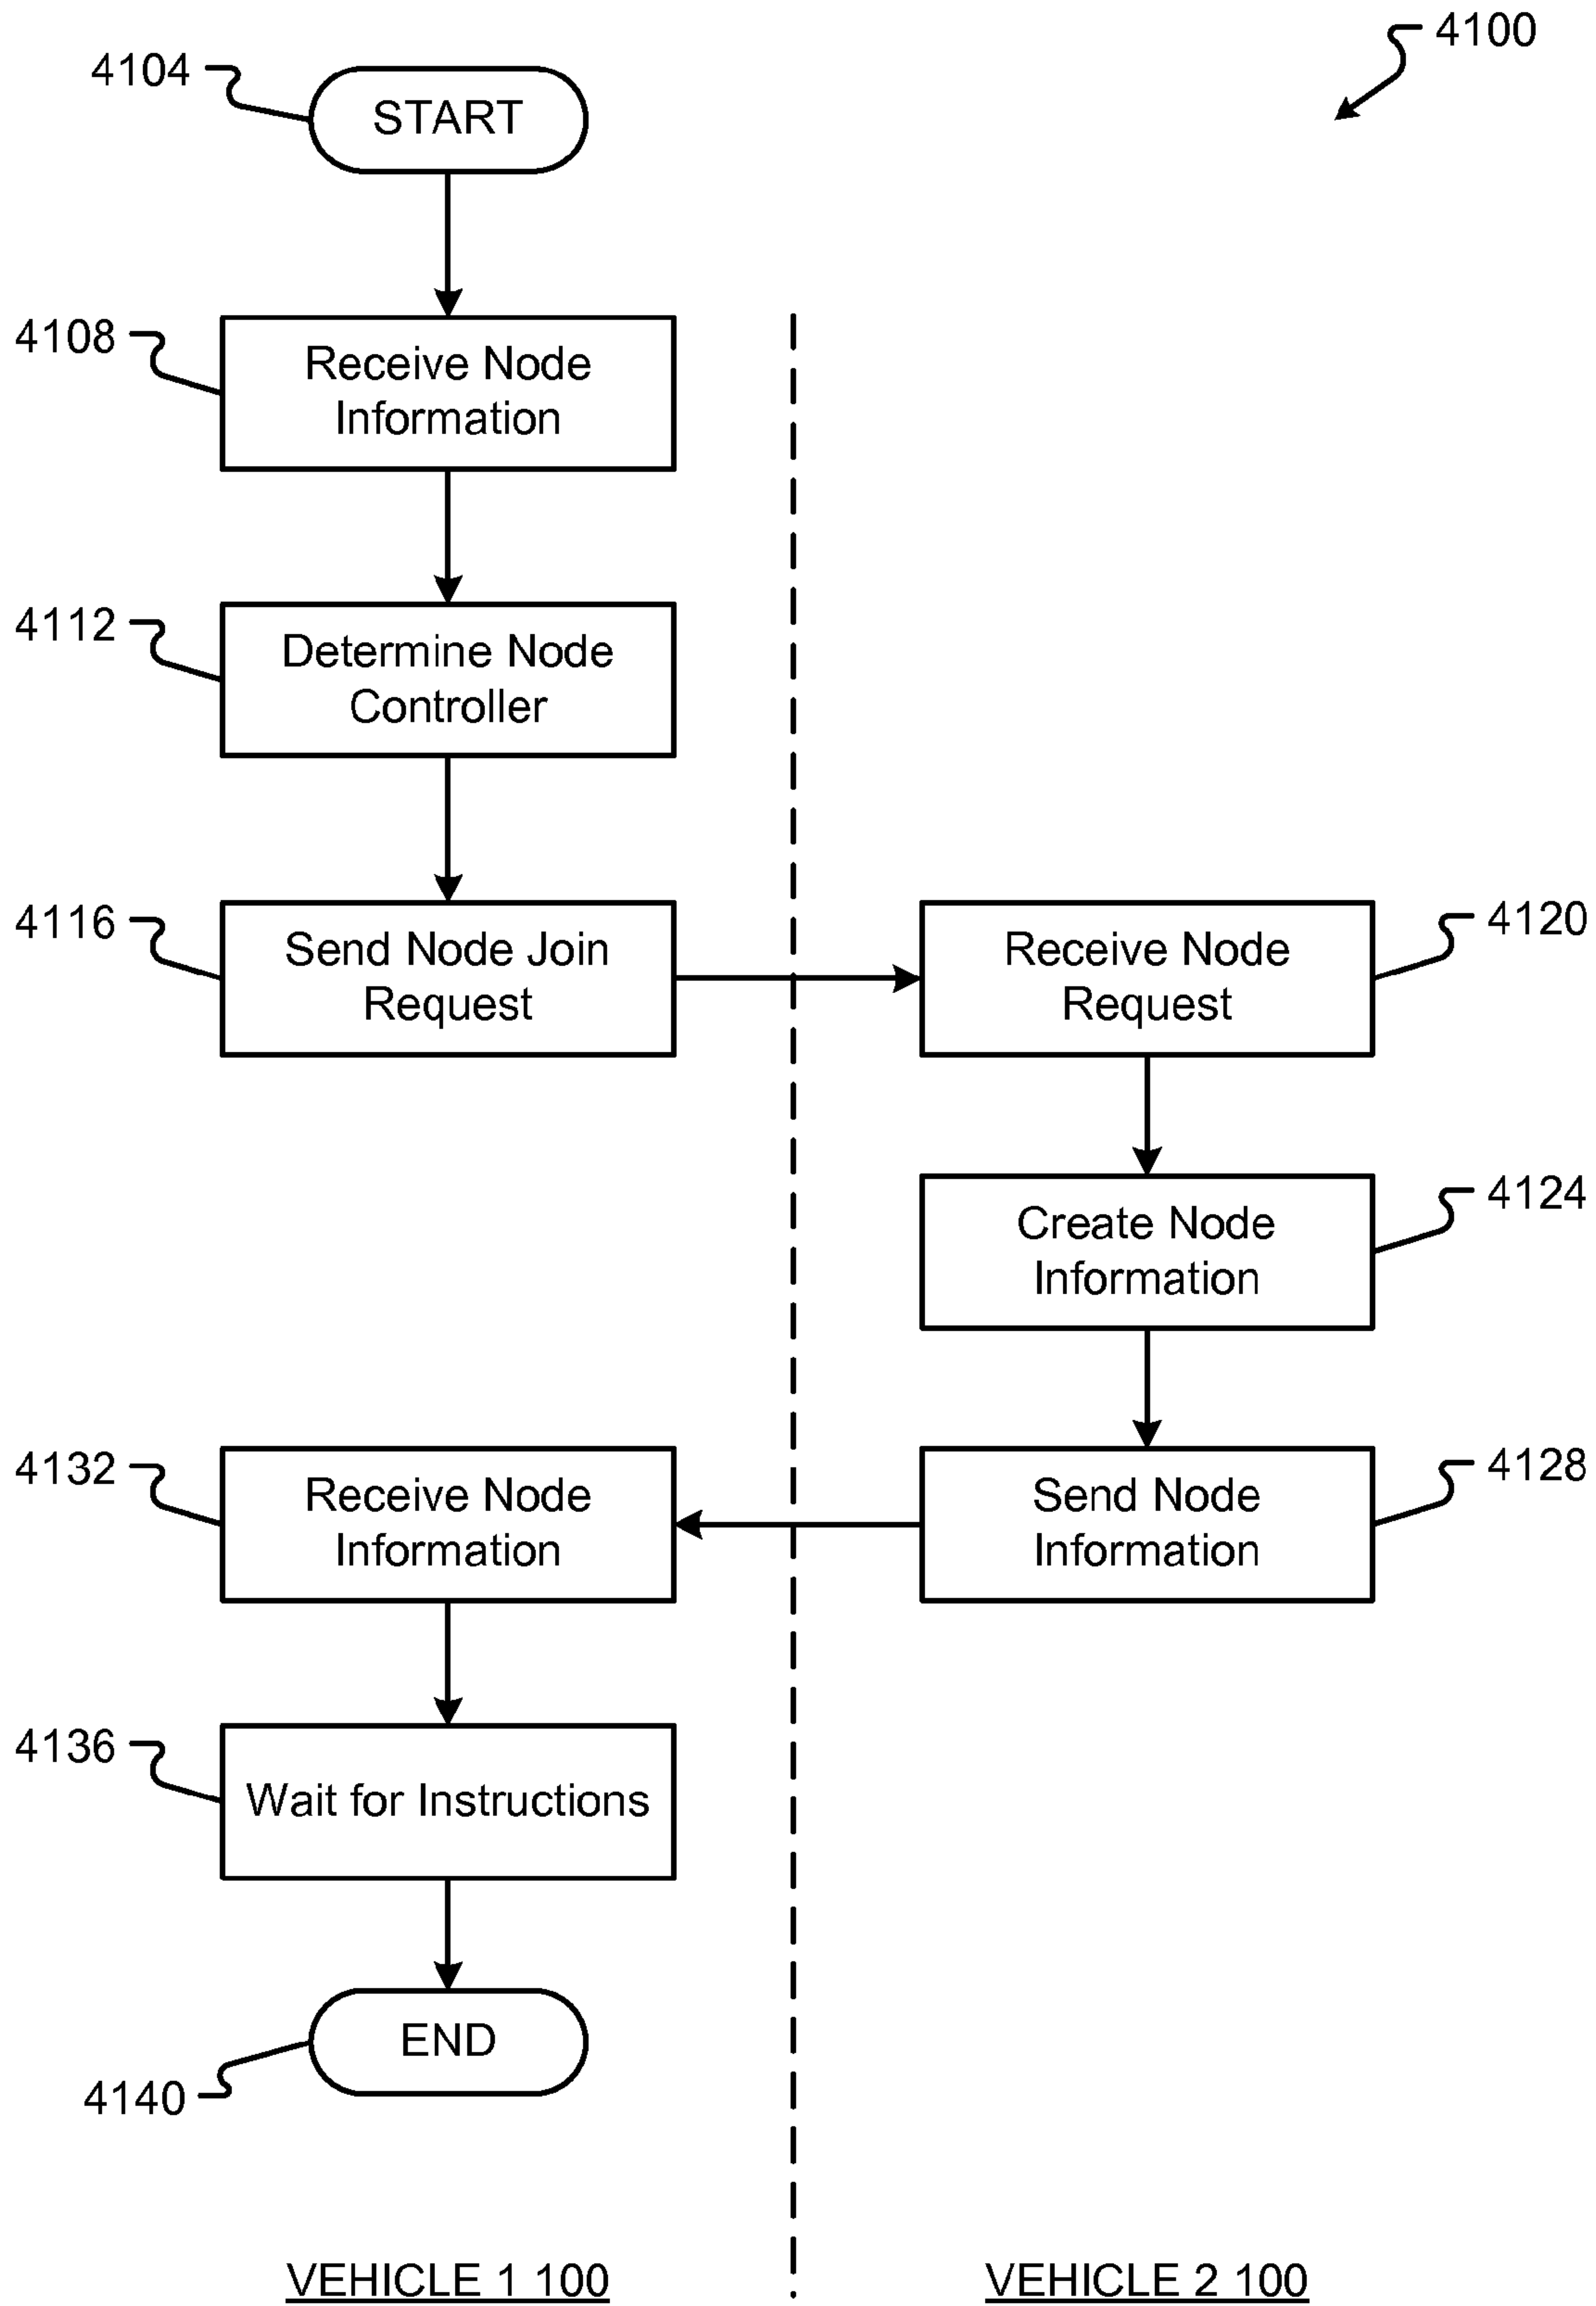 4100
4104
START
4108
Receive Node
Information
4112
Determine Node
Controller
4116
Send Node Join
Request
4120
Receive Node
Request
4124
Create Node
Information
4128
Send Node
Information
4132
Receive Node
Information
4136
Wait for Instructions
END
4140
VEHICLE 1 100
VEHICLE 2 100